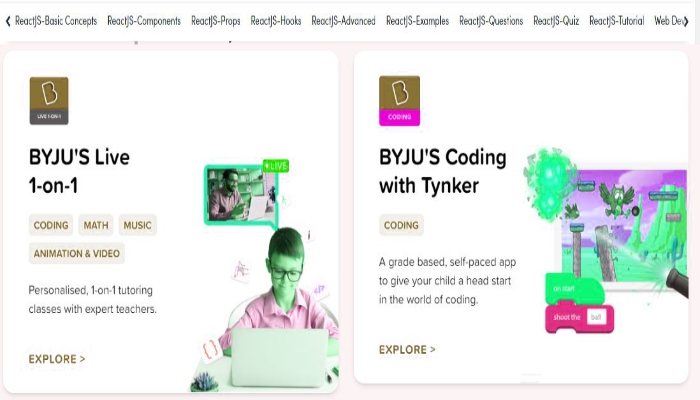 ReactJS-Basic Concepts ReactJS-Components ReactJS-Props ReactJS-Hooks ReactJS-Advanced ReactJS-Examples ReactJS-Questions ReactJS-Quiz ReactJS-Tutorial Web Dev
B
LIVE 1-ON-1
BYJU'S Live
1-on-1
CODING MATH MUSIC
ANIMATION & VIDEO
Personalised, 1-on-1 tutoring
classes with expert teachers.
EXPLORE >
LIVE
B
CODING
BYJU'S Coding
with Tynker
CODING
A grade based, self-paced app
to give your child a head start
in the world of coding.
EXPLORE >
on start
shoot the ball